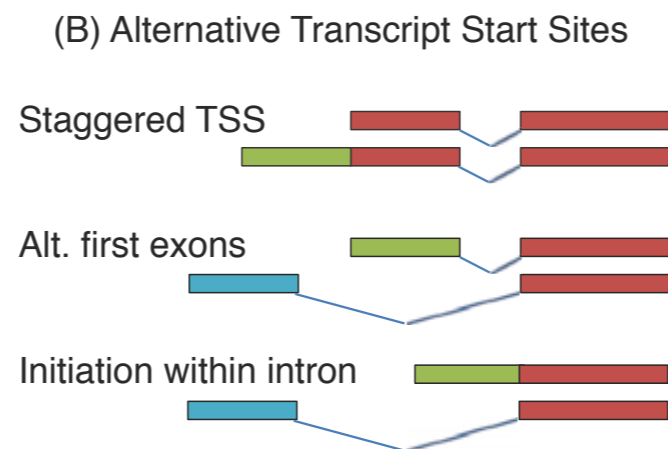 (B) Alternative Transcript Start Sites
Staggered TSS
Alt. first exons
Initiation within intron